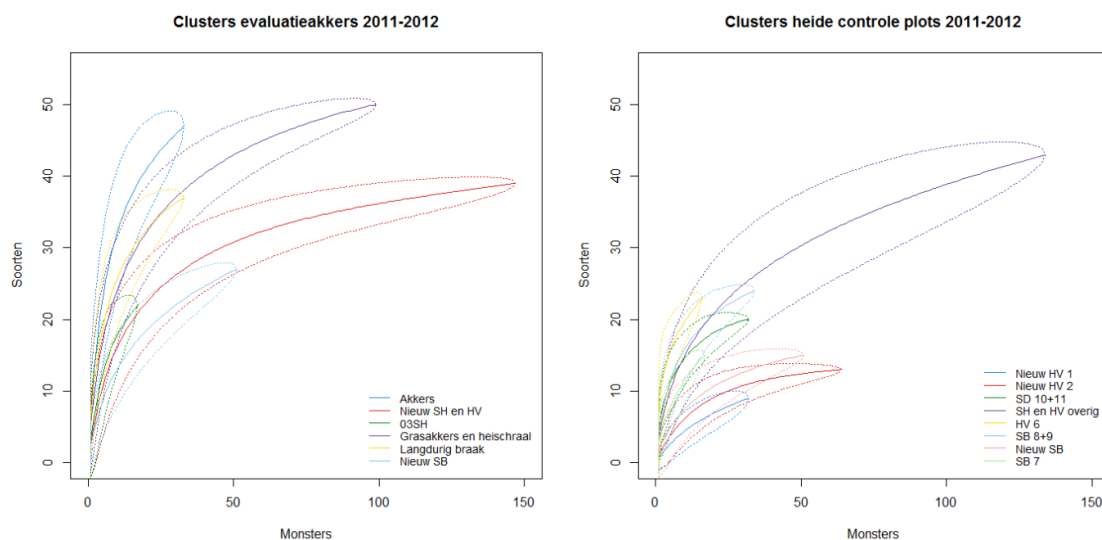 Clusters evaluatieakkers 2011-2012
Soorten
50
40
30
20
10
0
Akkers
Nieuw SH en HV
03SH
Grasakkers en heischraal
Langdurig braak
Nieuw SB
0 50 100 150
Monsters
Clusters heide controle plots 2011-2012
Soorten
50
40
30
20
10
0
Nieuw HV 1
Nieuw HV 2
SD 10+11
SH en HV overig
HV 6
SB 8+9
Nieuw SB
SB 7
0 50 100 150
Monsters